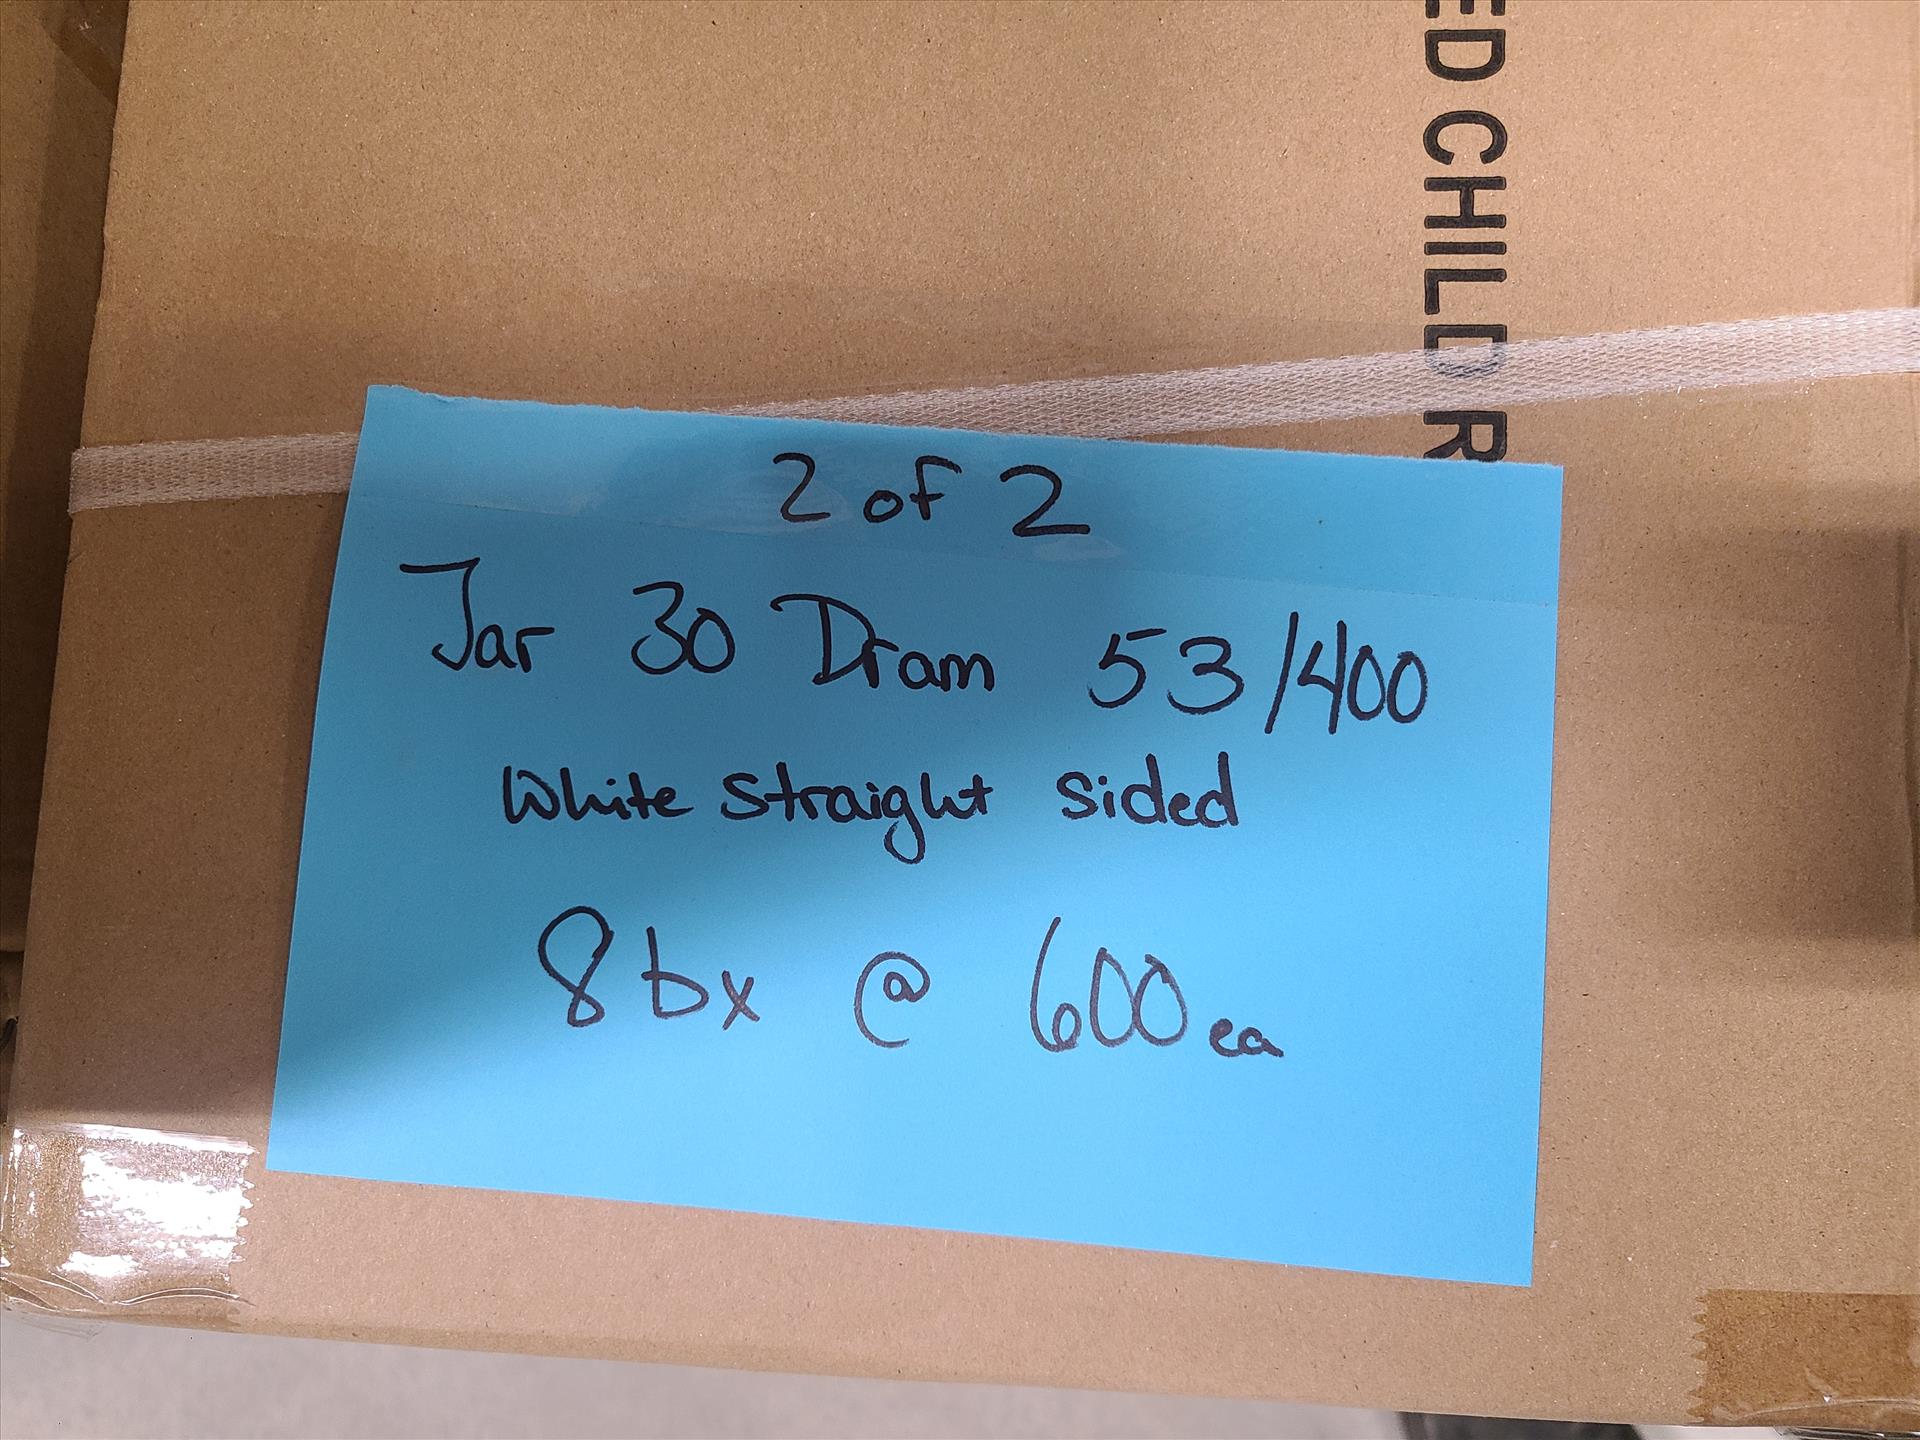 ED CHILD R
2 of 2
Jar 30 Dram 53/400
White Straight Sided
8 bx @ 600 ea